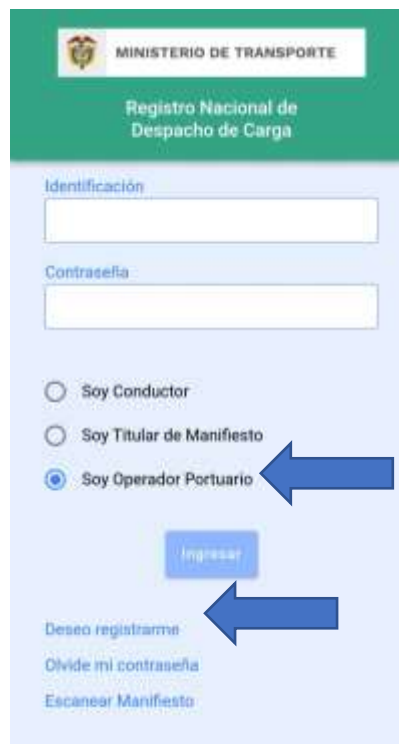 MINISTERIO DE TRANSPORTE
Registro Nacional de
Despacho de Carga
Identificación
Contraseña
Soy Conductor
Soy Titular de Manifiesto
Soy Operador Portuario
Ingresar
Deseo registrarme
Olvide mi contraseña
Escanear Manifiesto